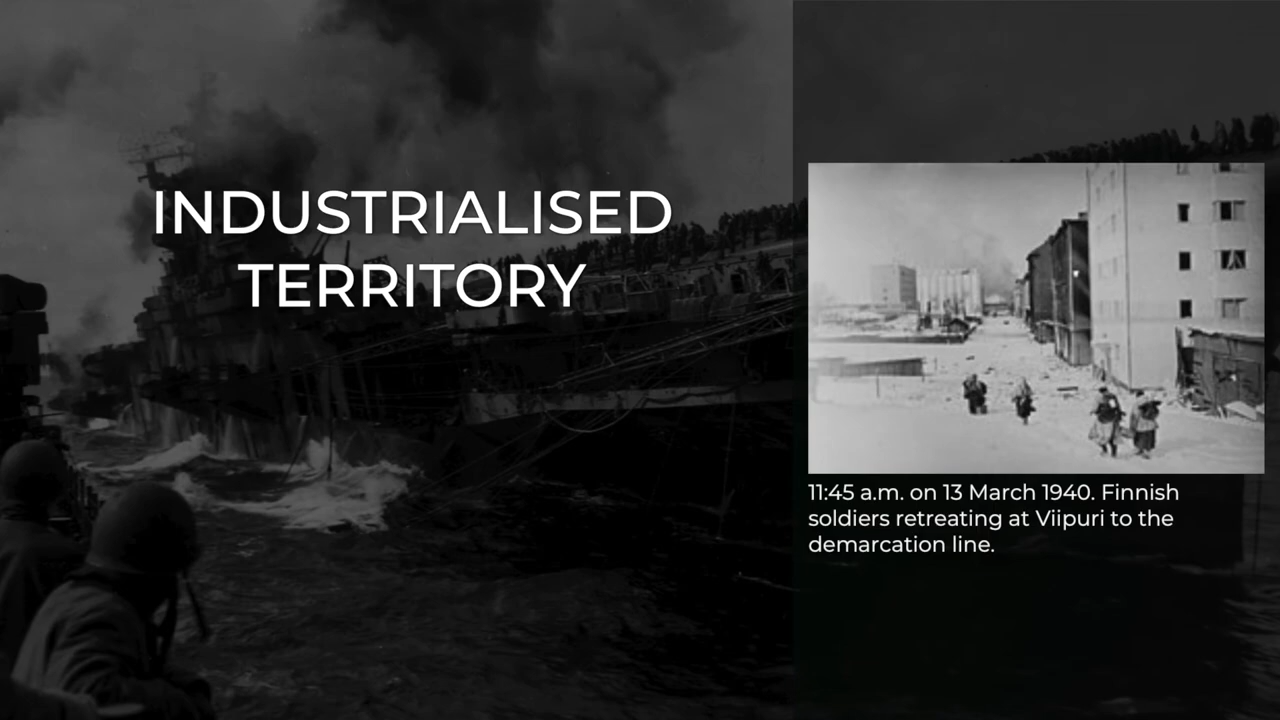 INDUSTRIALISED
TERRITORY
11:45 a.m. on 13 March 1940. Finnish
soldiers retreating at Viipuri to the
demarcation line.